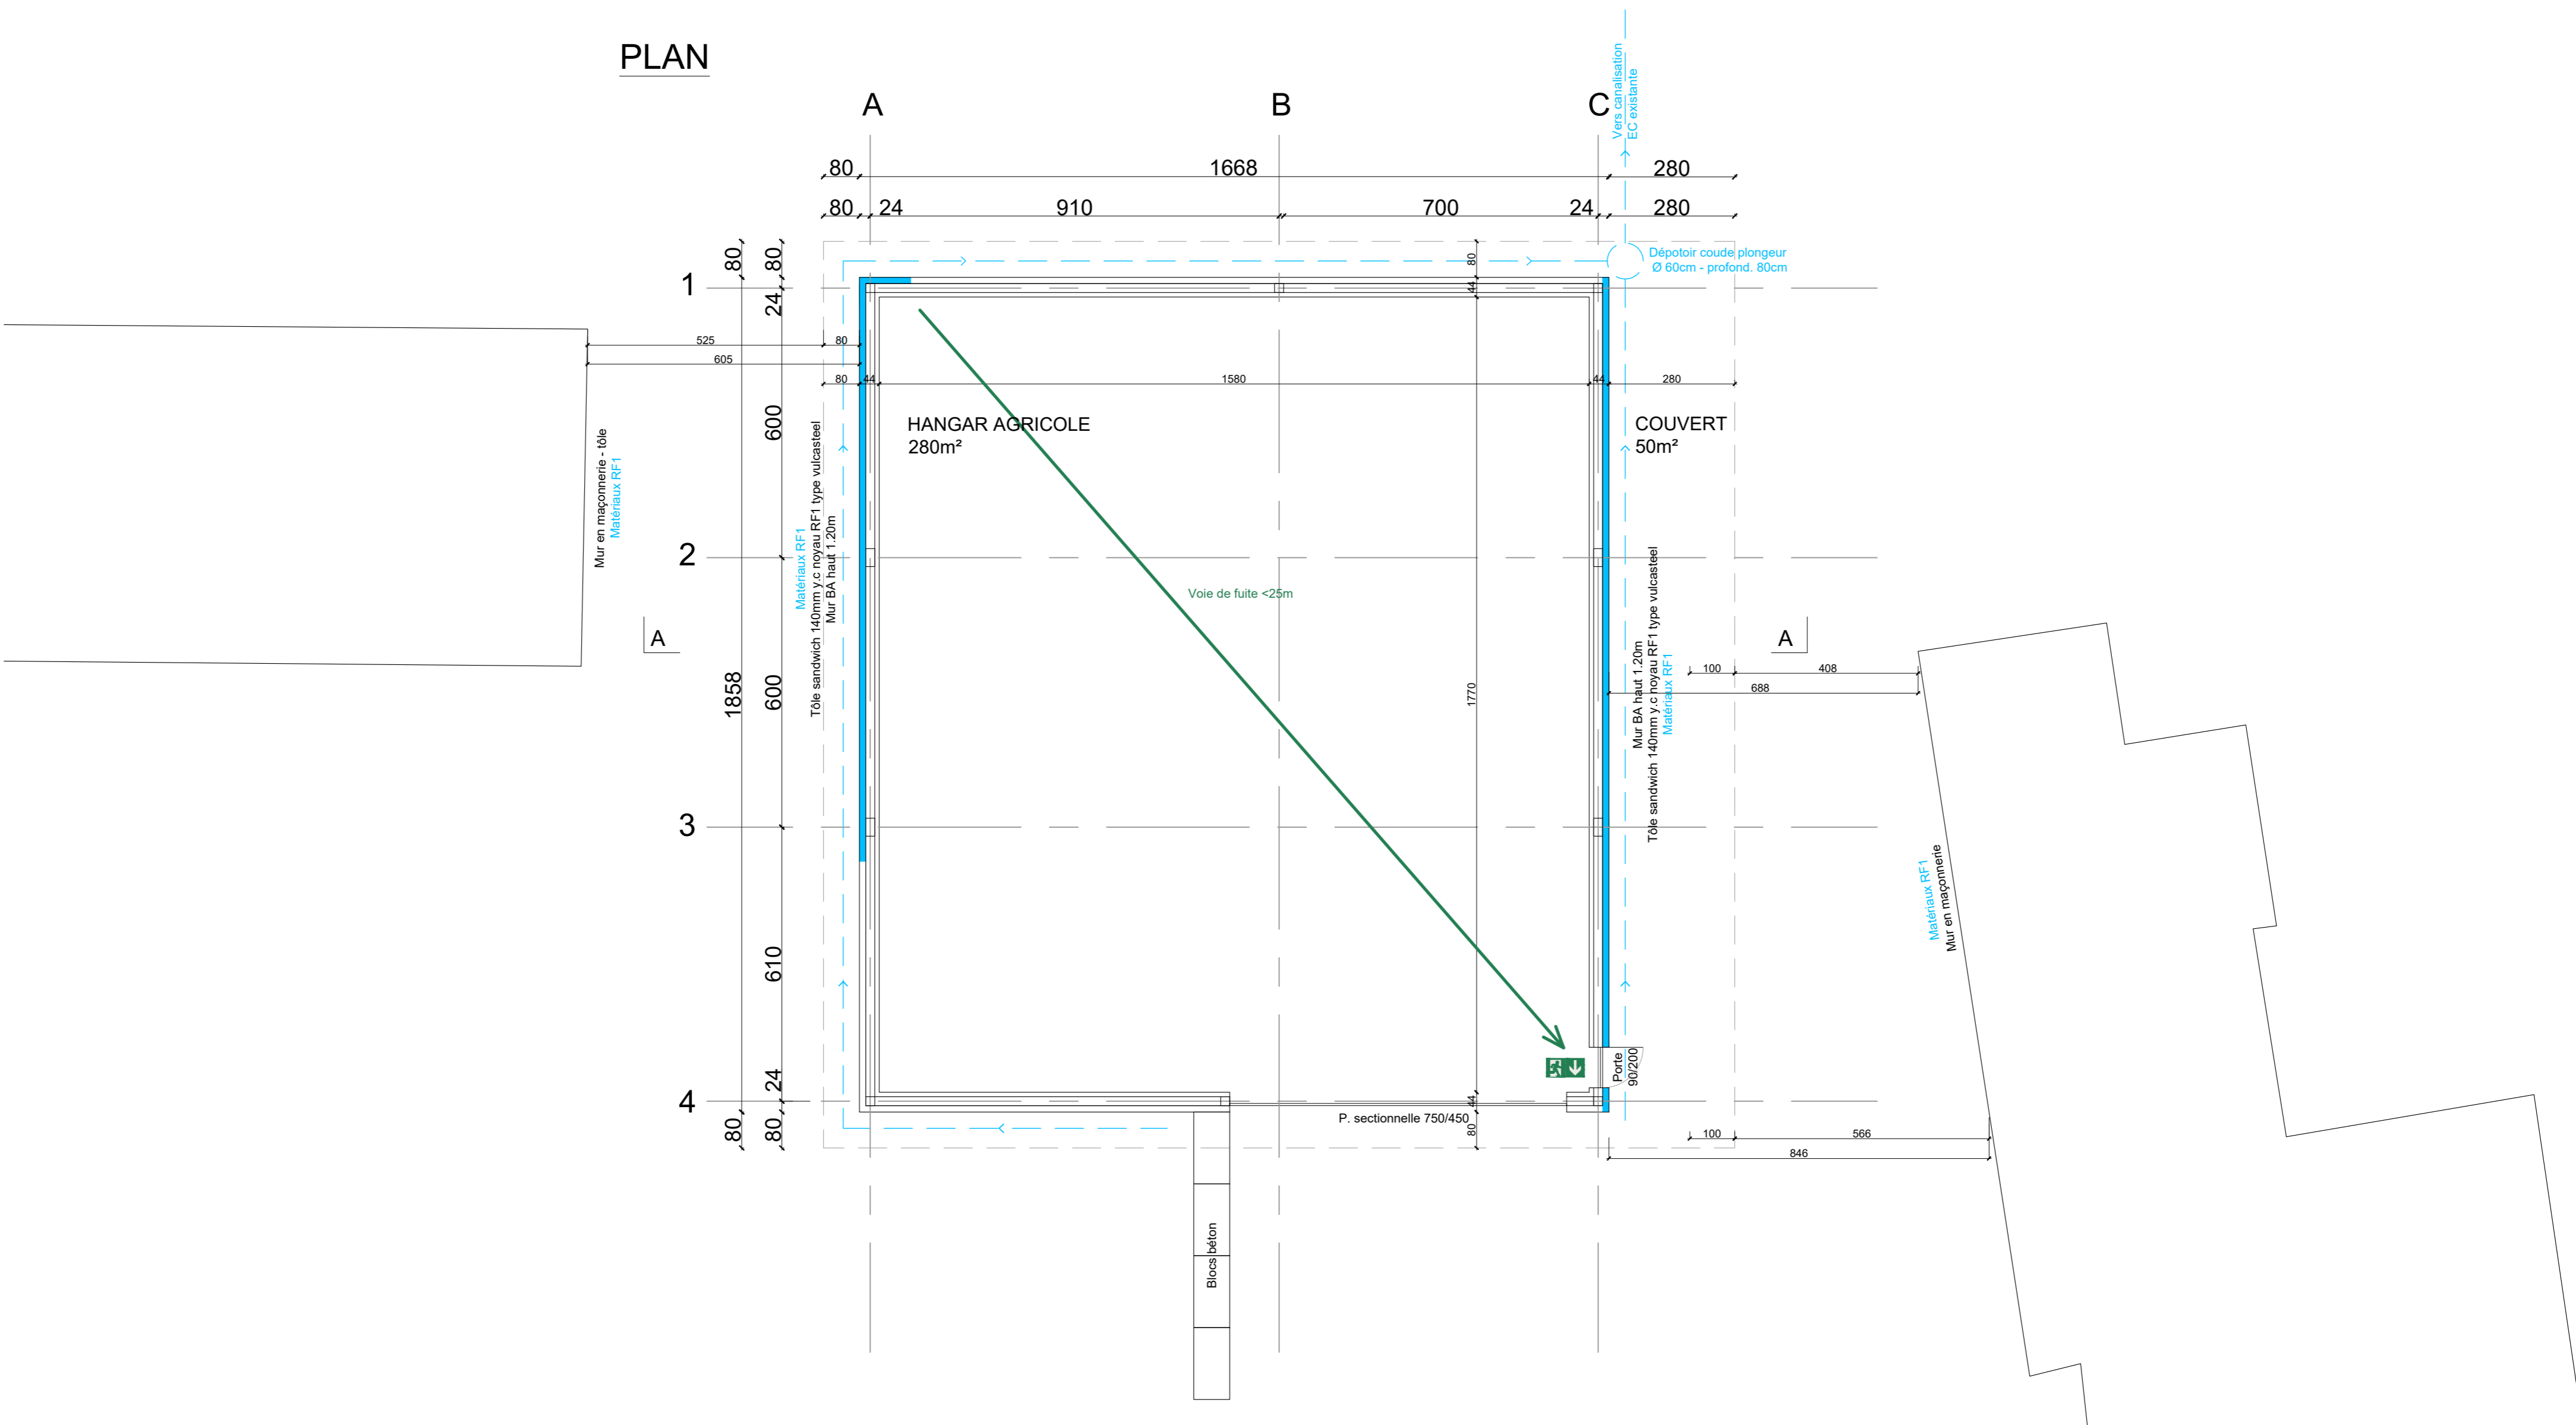 PLAN
A
B
C
Vers canalisation
EC existante
80
1668
280
80
24
910
700
24
280
80
80
80
44
Dépotoir coude plongeur
Ø 60cm - profond. 80cm
1
24
525
80
605
80
44
1580
44
280
600
HANGAR AGRICOLE
280m²
COUVERT
50m²
Mur en maçonnerie - tôle
Matériaux RF1
Matériaux RF1
Tôle sandwich 140mm y.c noyau RF1 type vulcasteel
Mur BA haut 1.20m
2
Voie de fuite <25m
A
A
Mur BA haut 1.20m
Tôle sandwich 140mm y.c noyau RF1 type vulcasteel
Matériaux RF1
100
408
688
1858
600
1770
3
Matériaux RF1
Mur en maçonnerie
610
Porte
90/200
24
4
44
P. sectionnelle 750/450
80
80
80
100
566
846
Blocs béton